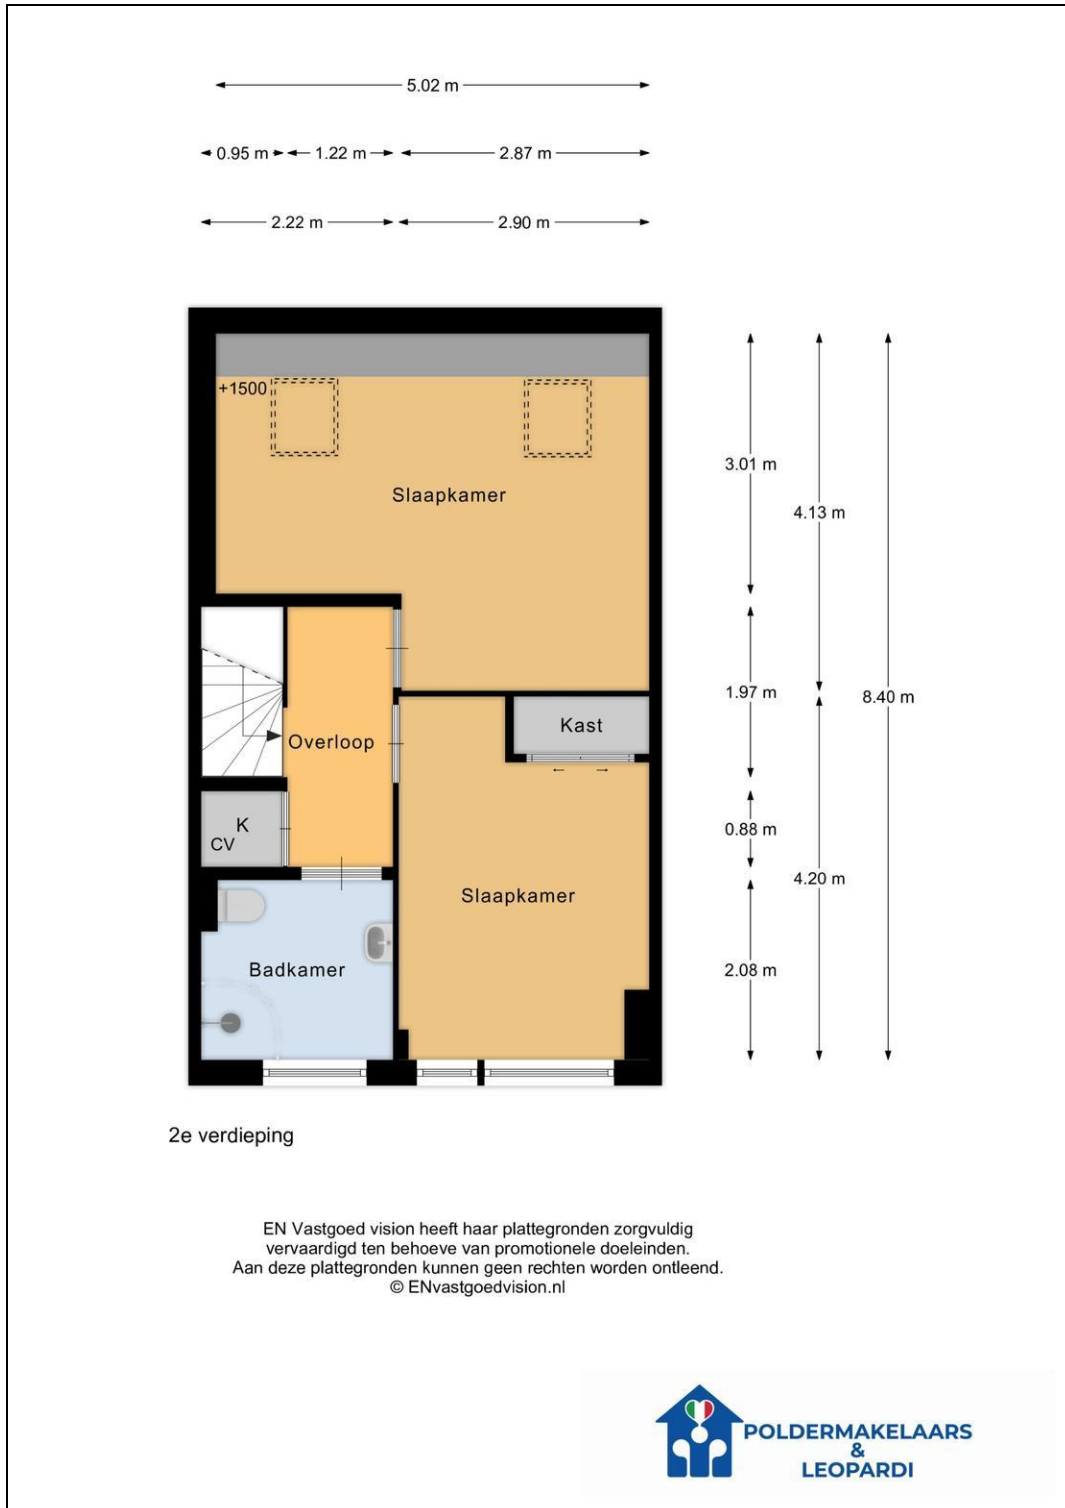 5.02 m
0.95 m
1.22 m
2.87 m
2.22 m
2.90 m
+1500
Slaapkamer
3.01 m
4.13 m
1.97 m
8.40 m
Kast
Overloop
K
CV
0.88 m
4.20 m
Slaapkamer
Badkamer
2.08 m
2e verdieping
EN Vastgoed vision heeft haar plattegronden zorgvuldig
vervaardigd ten behoeve van promotionele doeleinden.
Aan deze plattegronden kunnen geen rechten worden ontleend.
© ENvastgoedvision.nl
POLDERMAKELAARS
&
LEOPARDI